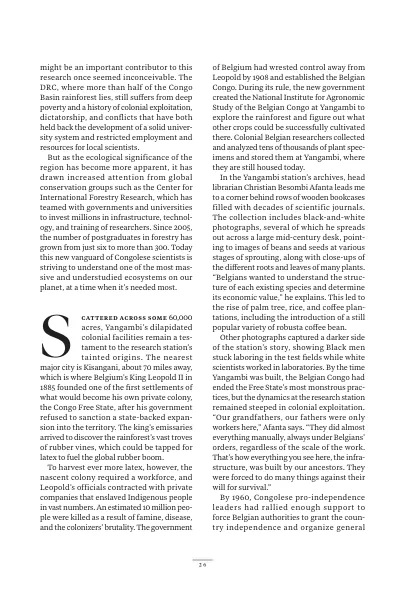 might be an important contributor to this
research once seemed inconceivable. The
DRC, where more than half of the Congo
Basin rainforest lies, still suffers from deep
poverty and a history of colonial exploitation,
dictatorship, and conflicts that have both
held back the development of a solid univer-
sity system and restricted employment and
resources for local scientists.
But as the ecological significance of the
region has become more apparent, it has
drawn increased attention from global
conservation groups such as the Center for
International Forestry Research, which has
teamed with governments and universities
to invest millions in infrastructure, technol-
ogy, and training of researchers. Since 2005,
the number of postgraduates in forestry has
grown from just six to more than 300. Today
this new vanguard of Congolese scientists is
striving to understand one of the most mas-
sive and understudied ecosystems on our
planet, at a time when it's needed most.
SCATTERED ACROSS SOME 60,000
acres, Yangambi's dilapidated
colonial facilities remain a tes-
tament to the research station's
tainted origins. The nearest
major city is Kisangani, about 70 miles away,
which is where Belgium's King Leopold II in
1883 founded one of the first settlements of
what would become his own private colony,
the Congo Free State, after his government
refused to sanction a state-backed expan-
sion into the territory. The king's emissaries
arrived to discover the rainforest's vast troves
of rubber vines, which could be tapped for
latex to fuel the global rubber boom.
To harvest ever more latex, however, the
nascent colony required a workforce, and
Leopold's officials contracted with private
companies that enslaved Indigenous people
in vast numbers. An estimated 10 million peo-
ple were killed as a result of famine, disease,
and the colonizers' brutality. The government
of Belgium had wrested control away from
Leopold by 1908 and established the Belgian
Congo. During its rule, the new government
created the National Institute for Agronomic
Study of the Belgian Congo at Yangambi to
explore the rainforest and figure out what
other crops could be successfully cultivated
there. Colonial Belgian researchers collected
and analyzed tens of thousands of plant spec-
imens and stored them at Yangambi, where
they are still housed today.
In the Yangambi station's archives, head
librarian Christian Besombi Afanta leads me
to a corner behind rows of wooden bookcases
filled with decades of scientific journals.
The collection includes black-and-white
photographs, several of which he spreads
out across a large mid-century desk, point-
ing to images of beans and seeds at various
stages of sprouting, along with close-ups of
the different roots and leaves of many plants.
"Belgians wanted to understand the struc-
ture of each existing species and determine
its economic value," he explains. This led to
the rise of palm tree, rice, and coffee plan-
tations, including the introduction of a still
popular variety of robusta coffee bean.
Other photographs captured a darker side
of the station's story, showing Black men
stuck laboring in the test fields while white
scientists worked in laboratories. By the time
Yangambi was built, the Belgian Congo had
ended the Free State's most monstrous prac-
tices, but the dynamics at the research station
remained steeped in colonial exploitation.
"Our grandfathers, our fathers were only
workers here," Afanta says. "They did almost
everything manually, always under Belgians'
orders, regardless of the scale of the work.
That's how everything you see here, the infra-
structure, was built by our ancestors. They
were forced to do many things against their
will for survival."
By 1960, Congolese pro-independence
leaders had rallied enough support to
force Belgian authorities to grant the coun-
try independence and organize general
36